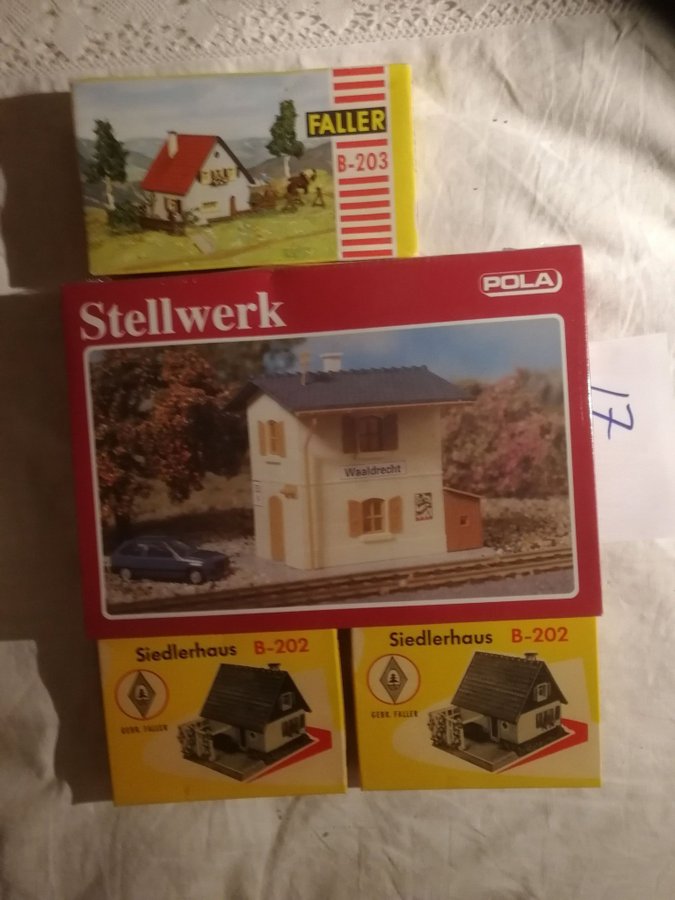 FALLER
B-203
POLA
Stellwerk
Waaldrecht
17
Siedlerhaus B-202
GEBR. FALLER
Siedlerhaus B-202
GEBR. FALLER